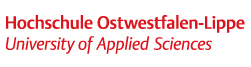 Hochschule Ostwestfalen-Lippe
University of Applied Sciences